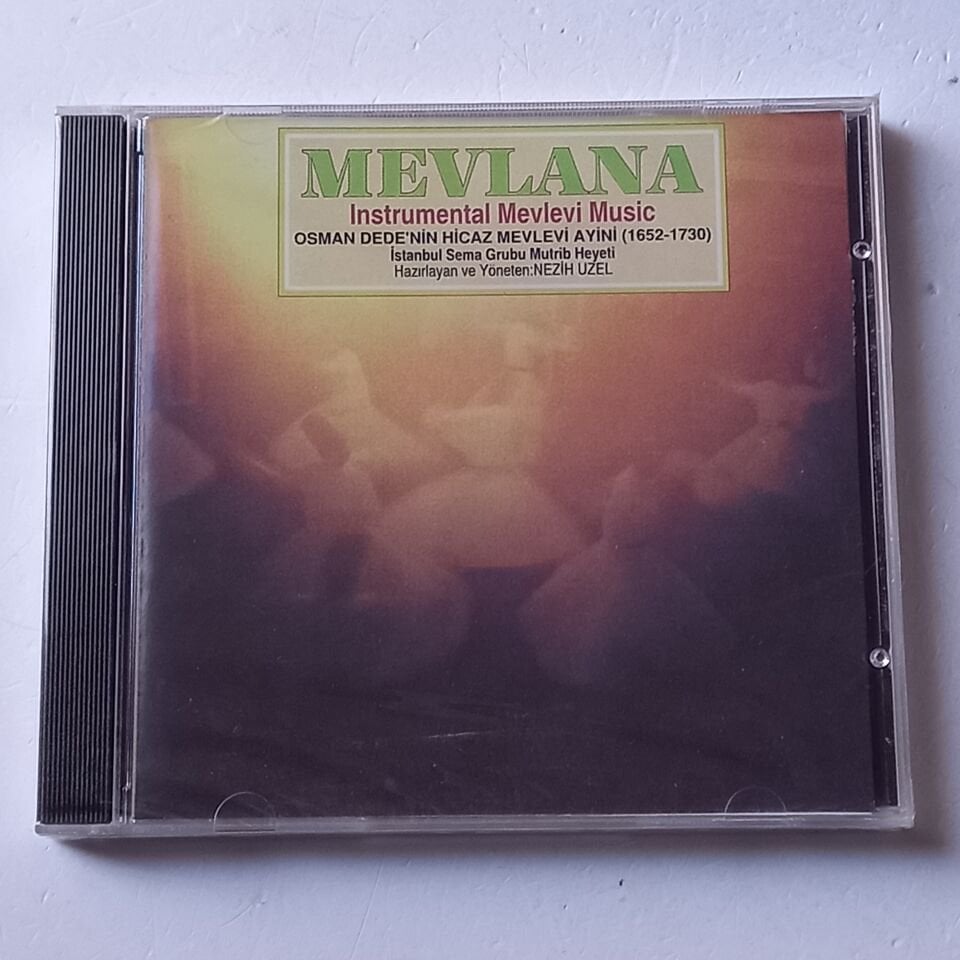 MEVLANA
Instrumental Mevlevi Music
OSMAN DEDE'NİN HİCAZ MEVLEVİ AYİNİ (1652-1730)
İstanbul Sema Grubu Mutrib Heyeti
Hazırlayan ve Yöneten:NEZİH UZEL